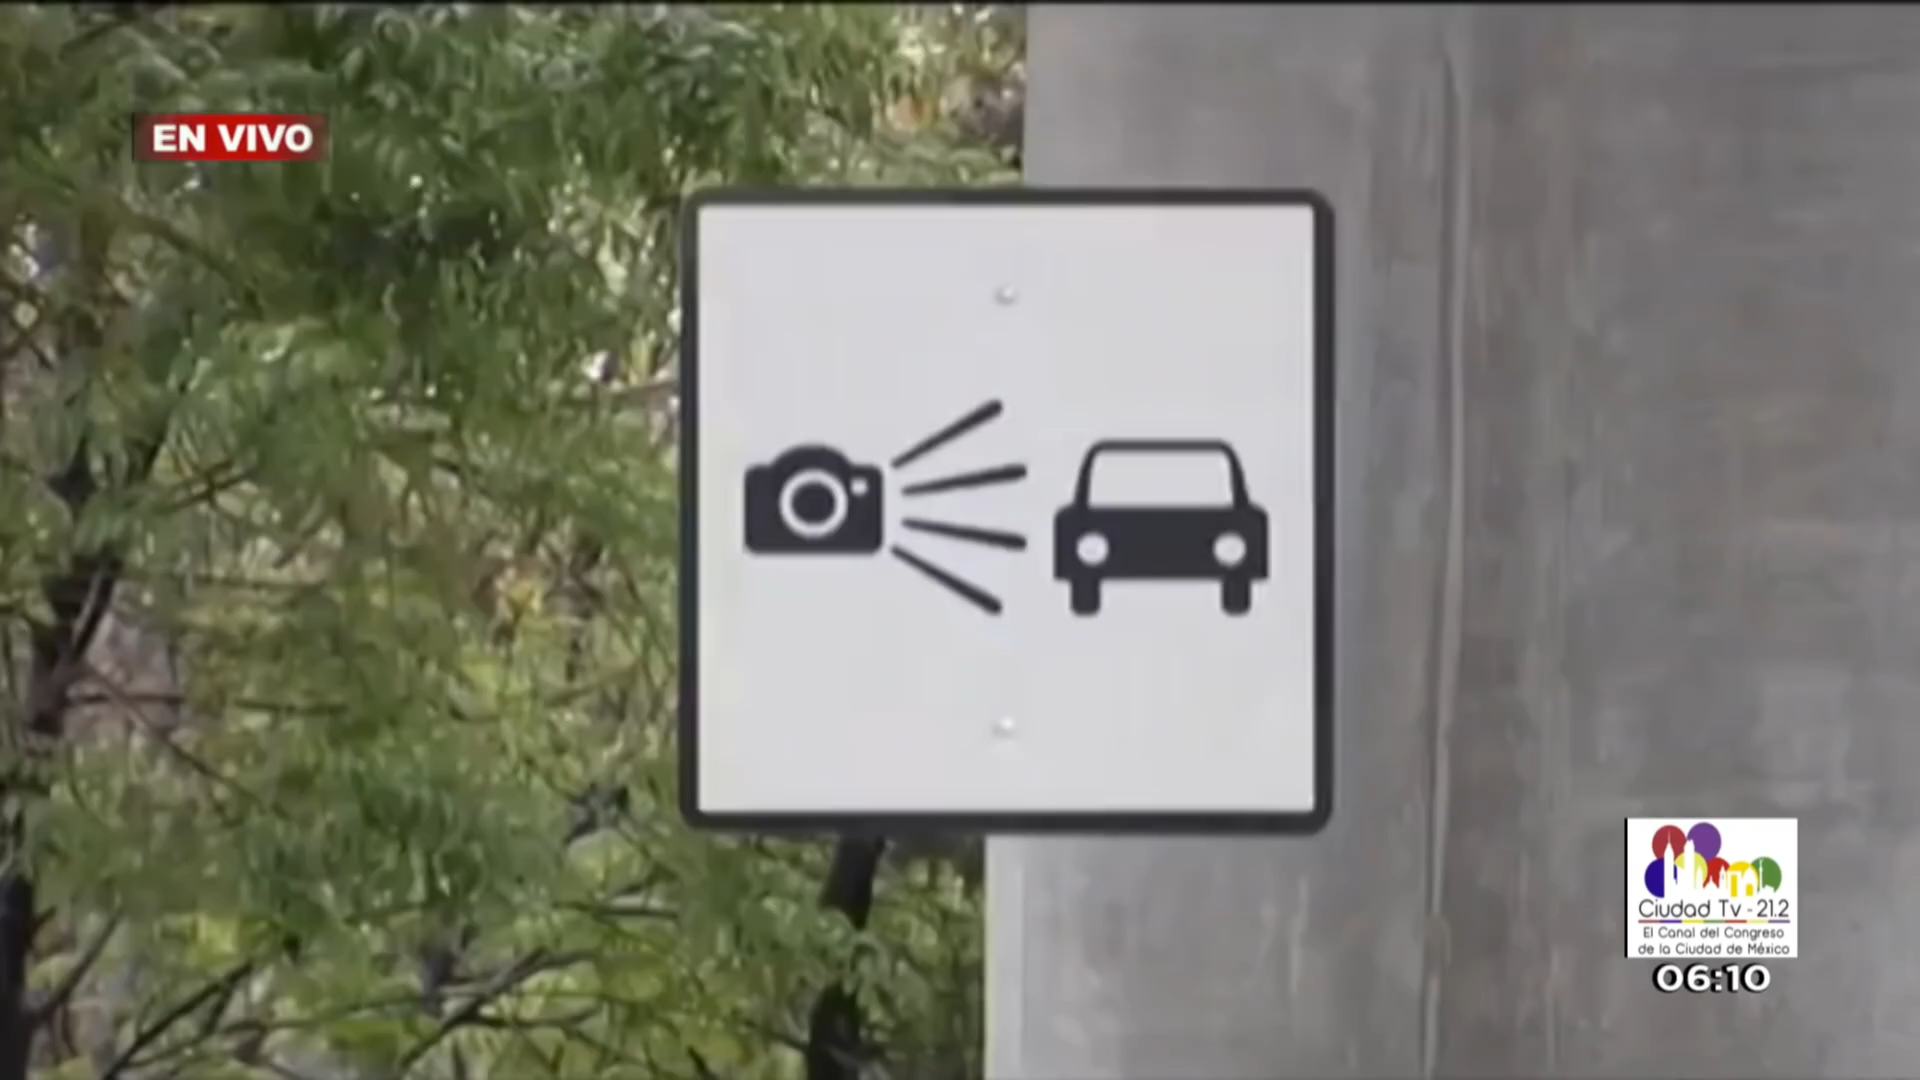 EN VIVO
Ciudad Tv - 21.2
El Canal del Congreso
de la Ciudad de México
06:10